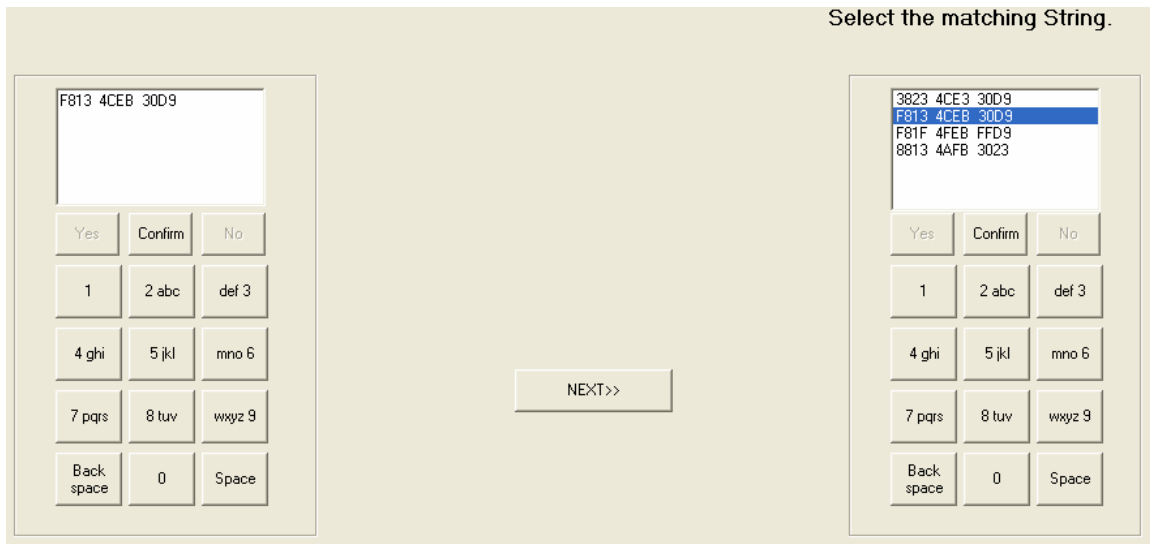 Select the matching String.
F813 4CEB 30D9
Yes
Confirm
No
1
2 abc
def 3
4 ghi
5 jkl
mno 6
7 pqrs
8 tuv
wxyz 9
Back
space
0
Space
NEXT>>
3823 4CE3 30D9
F813 4CEB 30D9
F81F 4FEB FFD9
8813 4AFB 3023
Yes
Confirm
No
1
2 abc
def 3
4 ghi
5 jkl
mno 6
7 pqrs
8 tuv
wxyz 9
Back
space
0
Space